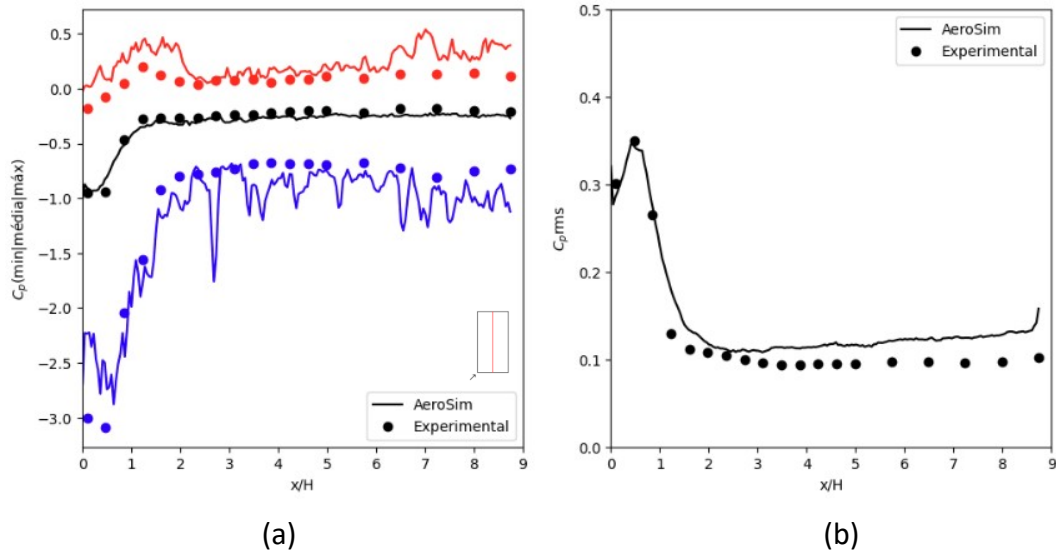 0.5
0.0
−0.5
−1.0
−1.5
−2.0
−2.5
−3.0
Cp(min|média|máx)
0 1 2 3 4 5 6 7 8 9
x/H
AeroSim
Experimental
(a)
0.5
0.4
0.3
0.2
0.1
0.0
Cprms
0 1 2 3 4 5 6 7 8 9
x/H
AeroSim
Experimental
(b)